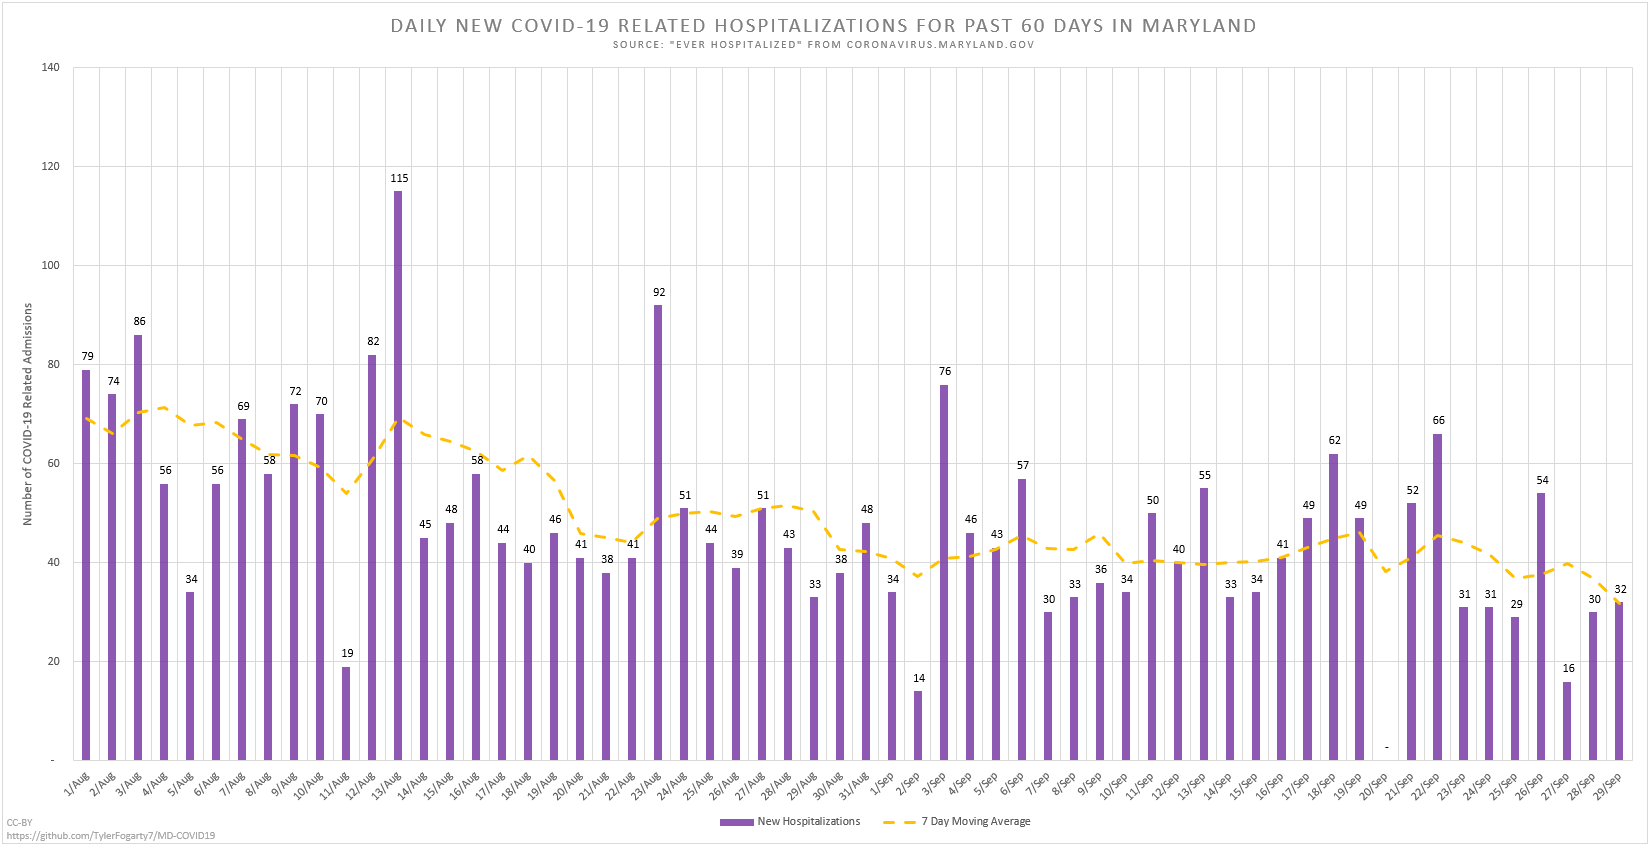 DAILY NEW COVID-19 RELATED HOSPITALIZATIONS FOR PAST 60 DAYS IN MARYLAND
SOURCE: "EVER HOSPITALIZED" FROM CORONAVIRUS.MARYLAND.GOV
Number of COVID-19 Related Admissions
140
120
100
80
60
40
20
-
79
74
86
56
34
56
69
58
72
70
19
82
115
45
48
58
44
40
46
41
38
41
92
51
44
39
51
43
33
38
48
34
14
76
46
43
57
30
33
36
34
50
40
55
33
34
41
49
62
49
-
52
66
31
31
29
54
16
30
32
1/Aug
2/Aug
3/Aug
4/Aug
5/Aug
6/Aug
7/Aug
8/Aug
9/Aug
10/Aug
11/Aug
12/Aug
13/Aug
14/Aug
15/Aug
16/Aug
17/Aug
18/Aug
19/Aug
20/Aug
21/Aug
22/Aug
23/Aug
24/Aug
25/Aug
26/Aug
27/Aug
28/Aug
29/Aug
30/Aug
31/Aug
1/Sep
2/Sep
3/Sep
4/Sep
5/Sep
6/Sep
7/Sep
8/Sep
9/Sep
10/Sep
11/Sep
12/Sep
13/Sep
14/Sep
15/Sep
16/Sep
17/Sep
18/Sep
19/Sep
20/Sep
21/Sep
22/Sep
23/Sep
24/Sep
25/Sep
26/Sep
27/Sep
28/Sep
29/Sep
New Hospitalizations
7 Day Moving Average
CC-BY
https://github.com/TylerFogarty7/MD-COVID19